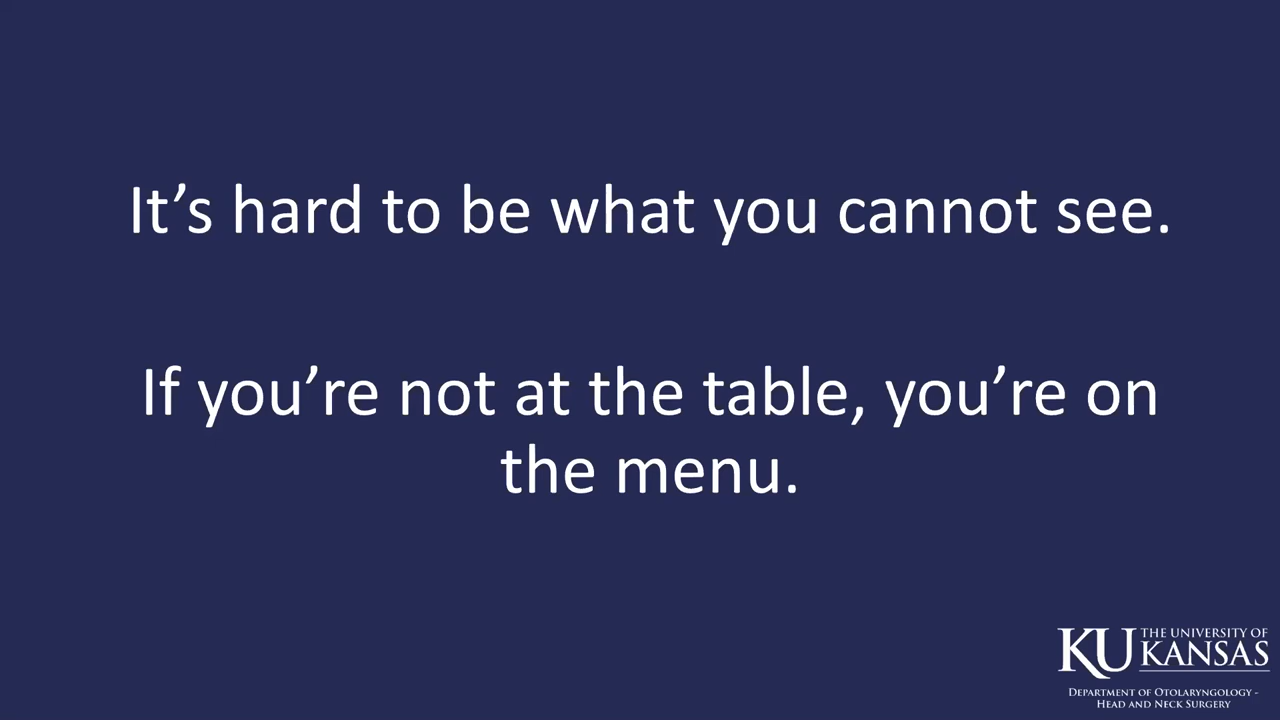 It’s hard to be what you cannot see.
If you’re not at the table, you’re on
the menu.
KU THE UNIVERSITY OF
KANSAS
DEPARTMENT OF OTOLARYNGOLOGY -
HEAD AND NECK SURGERY